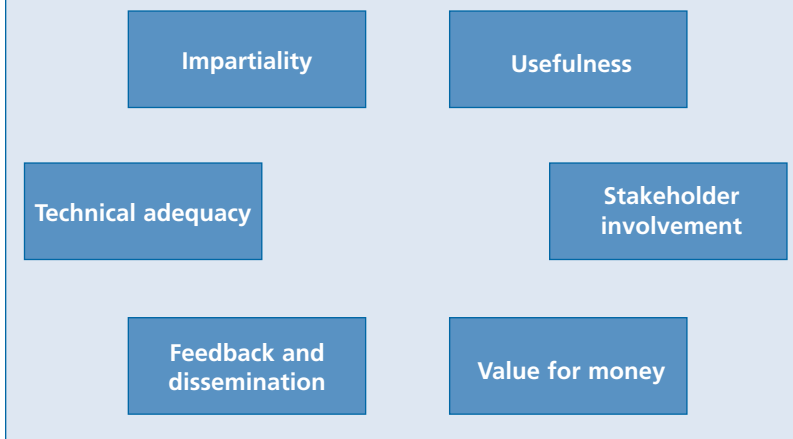 Impartiality
Usefulness
Technical adequacy
Stakeholder
involvement
Feedback and
dissemination
Value for money